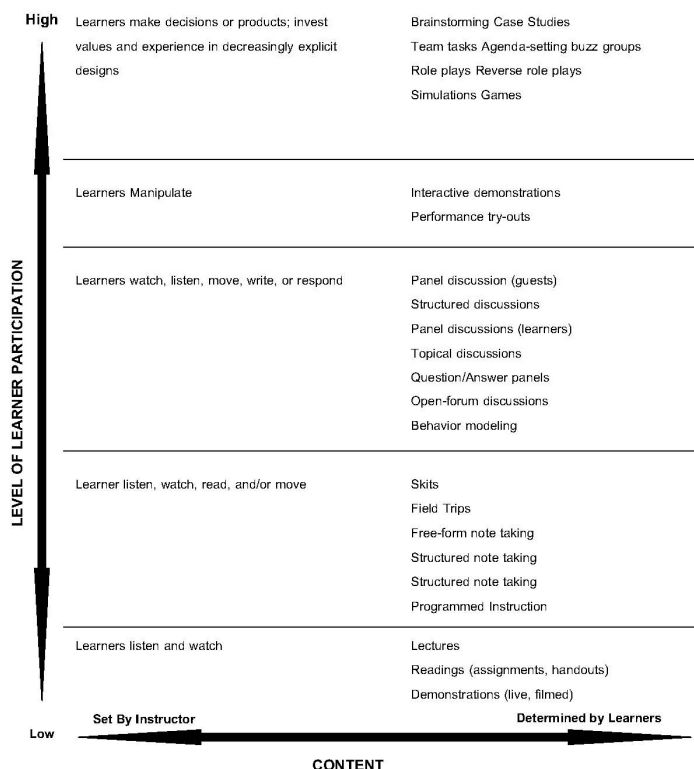 High
Learners make decisions or products; invest
values and experience in decreasingly explicit
designs
Brainstorming Case Studies
Team tasks Agenda-setting buzz groups
Role plays Reverse role plays
Simulations Games
Learners Manipulate
Interactive demonstrations
Performance try-outs
LEVEL OF LEARNER PARTICIPATION
Learners watch, listen, move, write, or respond
Panel discussion (guests)
Structured discussions
Panel discussions (learners)
Topical discussions
Question/Answer panels
Open-forum discussions
Behavior modeling
Learner listen, watch, read, and/or move
Skits
Field Trips
Free-form note taking
Structured note taking
Structured note taking
Programmed Instruction
Learners listen and watch
Lectures
Readings (assignments, handouts)
Demonstrations (live, filmed)
Low
Set By Instructor
Determined by Learners
CONTENT